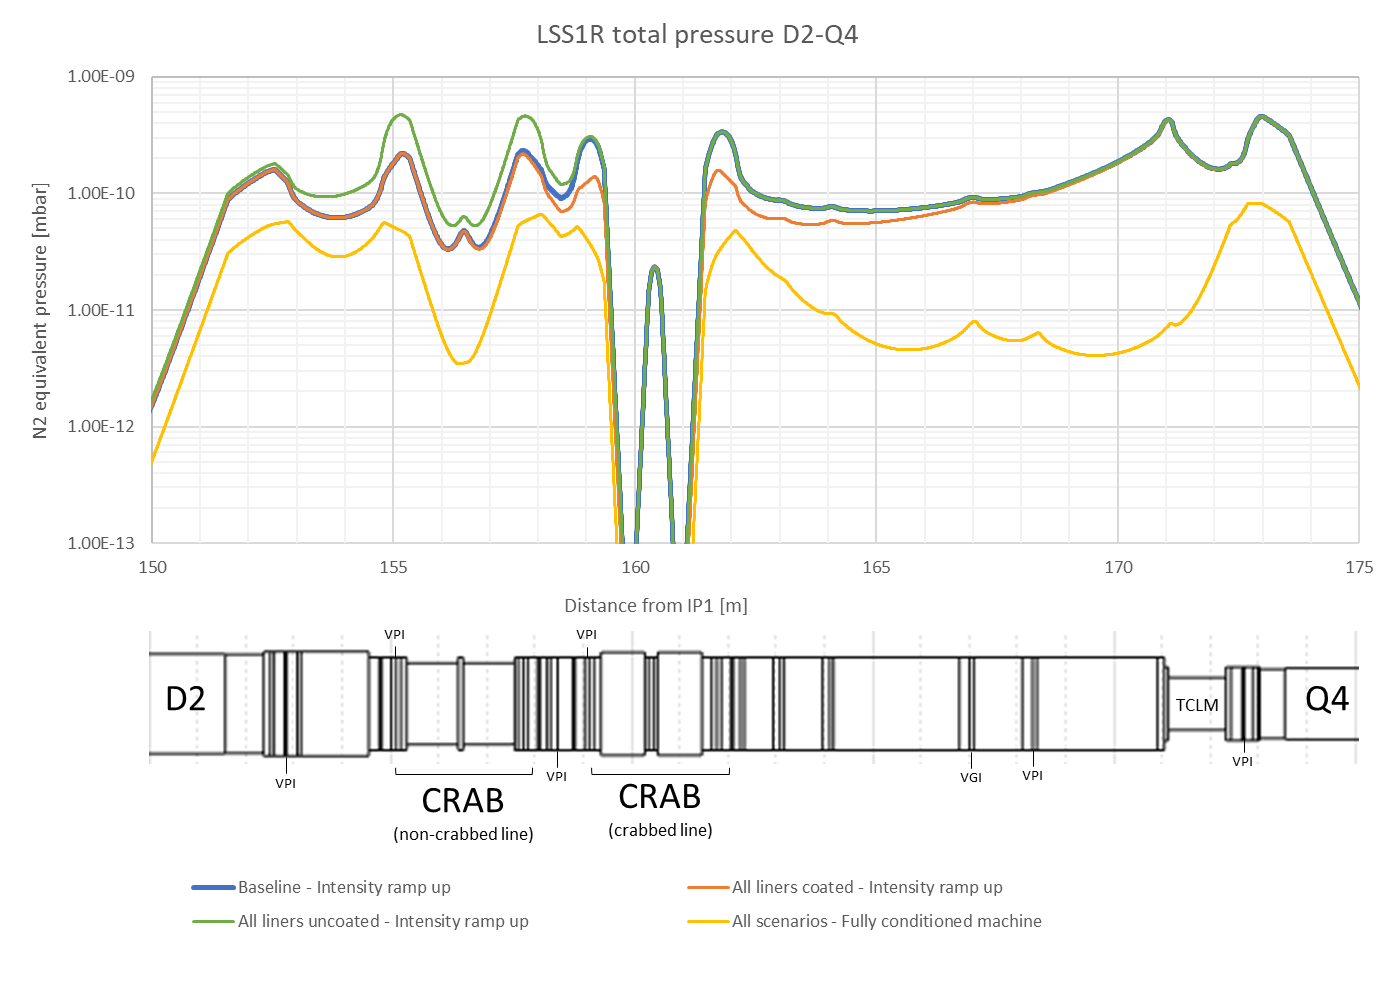 LSS1R total pressure D2-Q4
1.00E-09
1.00E-10
1.00E-11
1.00E-12
1.00E-13
N2 equivalent pressure [mbar]
150 155 160 165 170 175
Distance from IP1 [m]
VPI VPI
D2 TCLM Q4
VPI VPI VGI VPI VPI
CRAB CRAB
(non-crabbed line) (crabbed line)
Baseline - Intensity ramp up All liners coated - Intensity ramp up
All liners uncoated - Intensity ramp up All scenarios - Fully conditioned machine